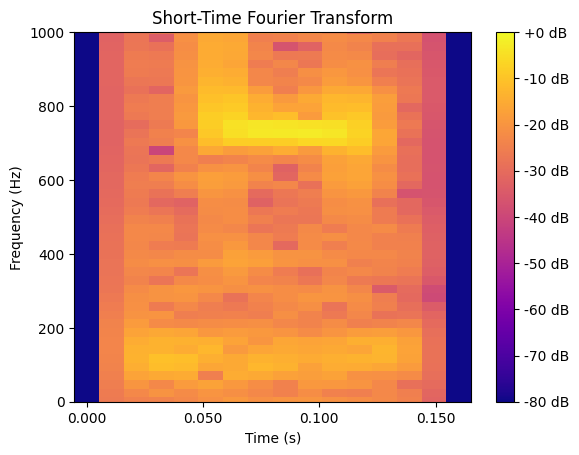 Short-Time Fourier Transform
Frequency (Hz)
1000
800
600
400
200
0
0.000 0.050 0.100 0.150
Time (s)
+0 dB
-10 dB
-20 dB
-30 dB
-40 dB
-50 dB
-60 dB
-70 dB
-80 dB